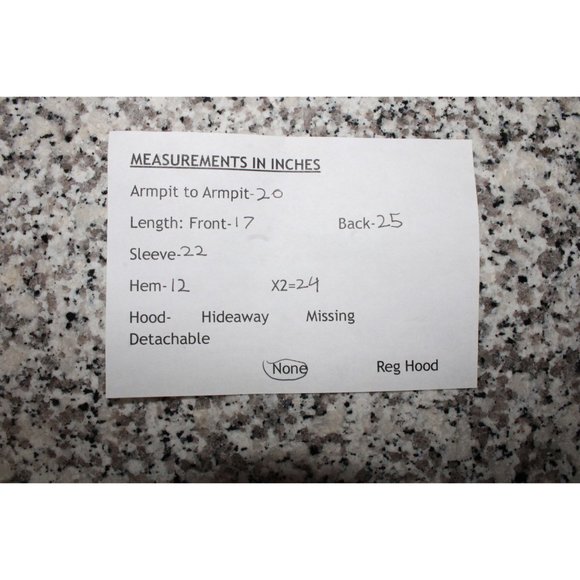 MEASUREMENTS IN INCHES
Armpit to Armpit-20
Length: Front-17 Back-25
Sleeve-22
Hem-12 X2=24
Hood- Hideaway Missing
Detachable
None Reg Hood